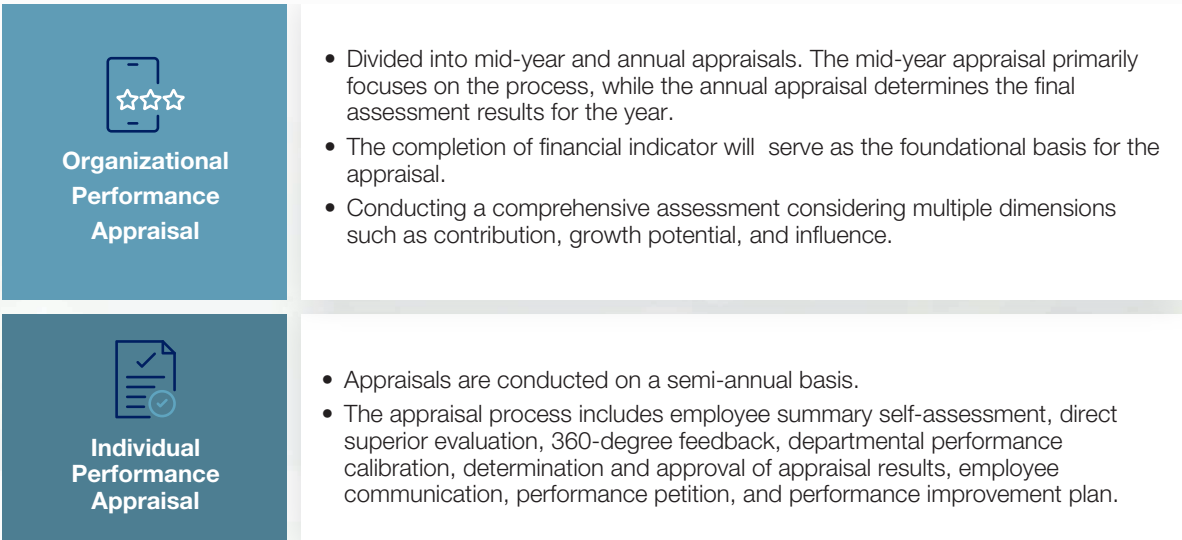 Organizational
Performance
Appraisal
• Divided into mid-year and annual appraisals. The mid-year appraisal primarily
focuses on the process, while the annual appraisal determines the final
assessment results for the year.
• The completion of financial indicator will  serve as the foundational basis for the
appraisal.
• Conducting a comprehensive assessment considering multiple dimensions
such as contribution, growth potential, and influence.
Individual
Performance
Appraisal
• Appraisals are conducted on a semi-annual basis.
• The appraisal process includes employee summary self-assessment, direct
superior evaluation, 360-degree feedback, departmental performance
calibration, determination and approval of appraisal results, employee
communication, performance petition, and performance improvement plan.